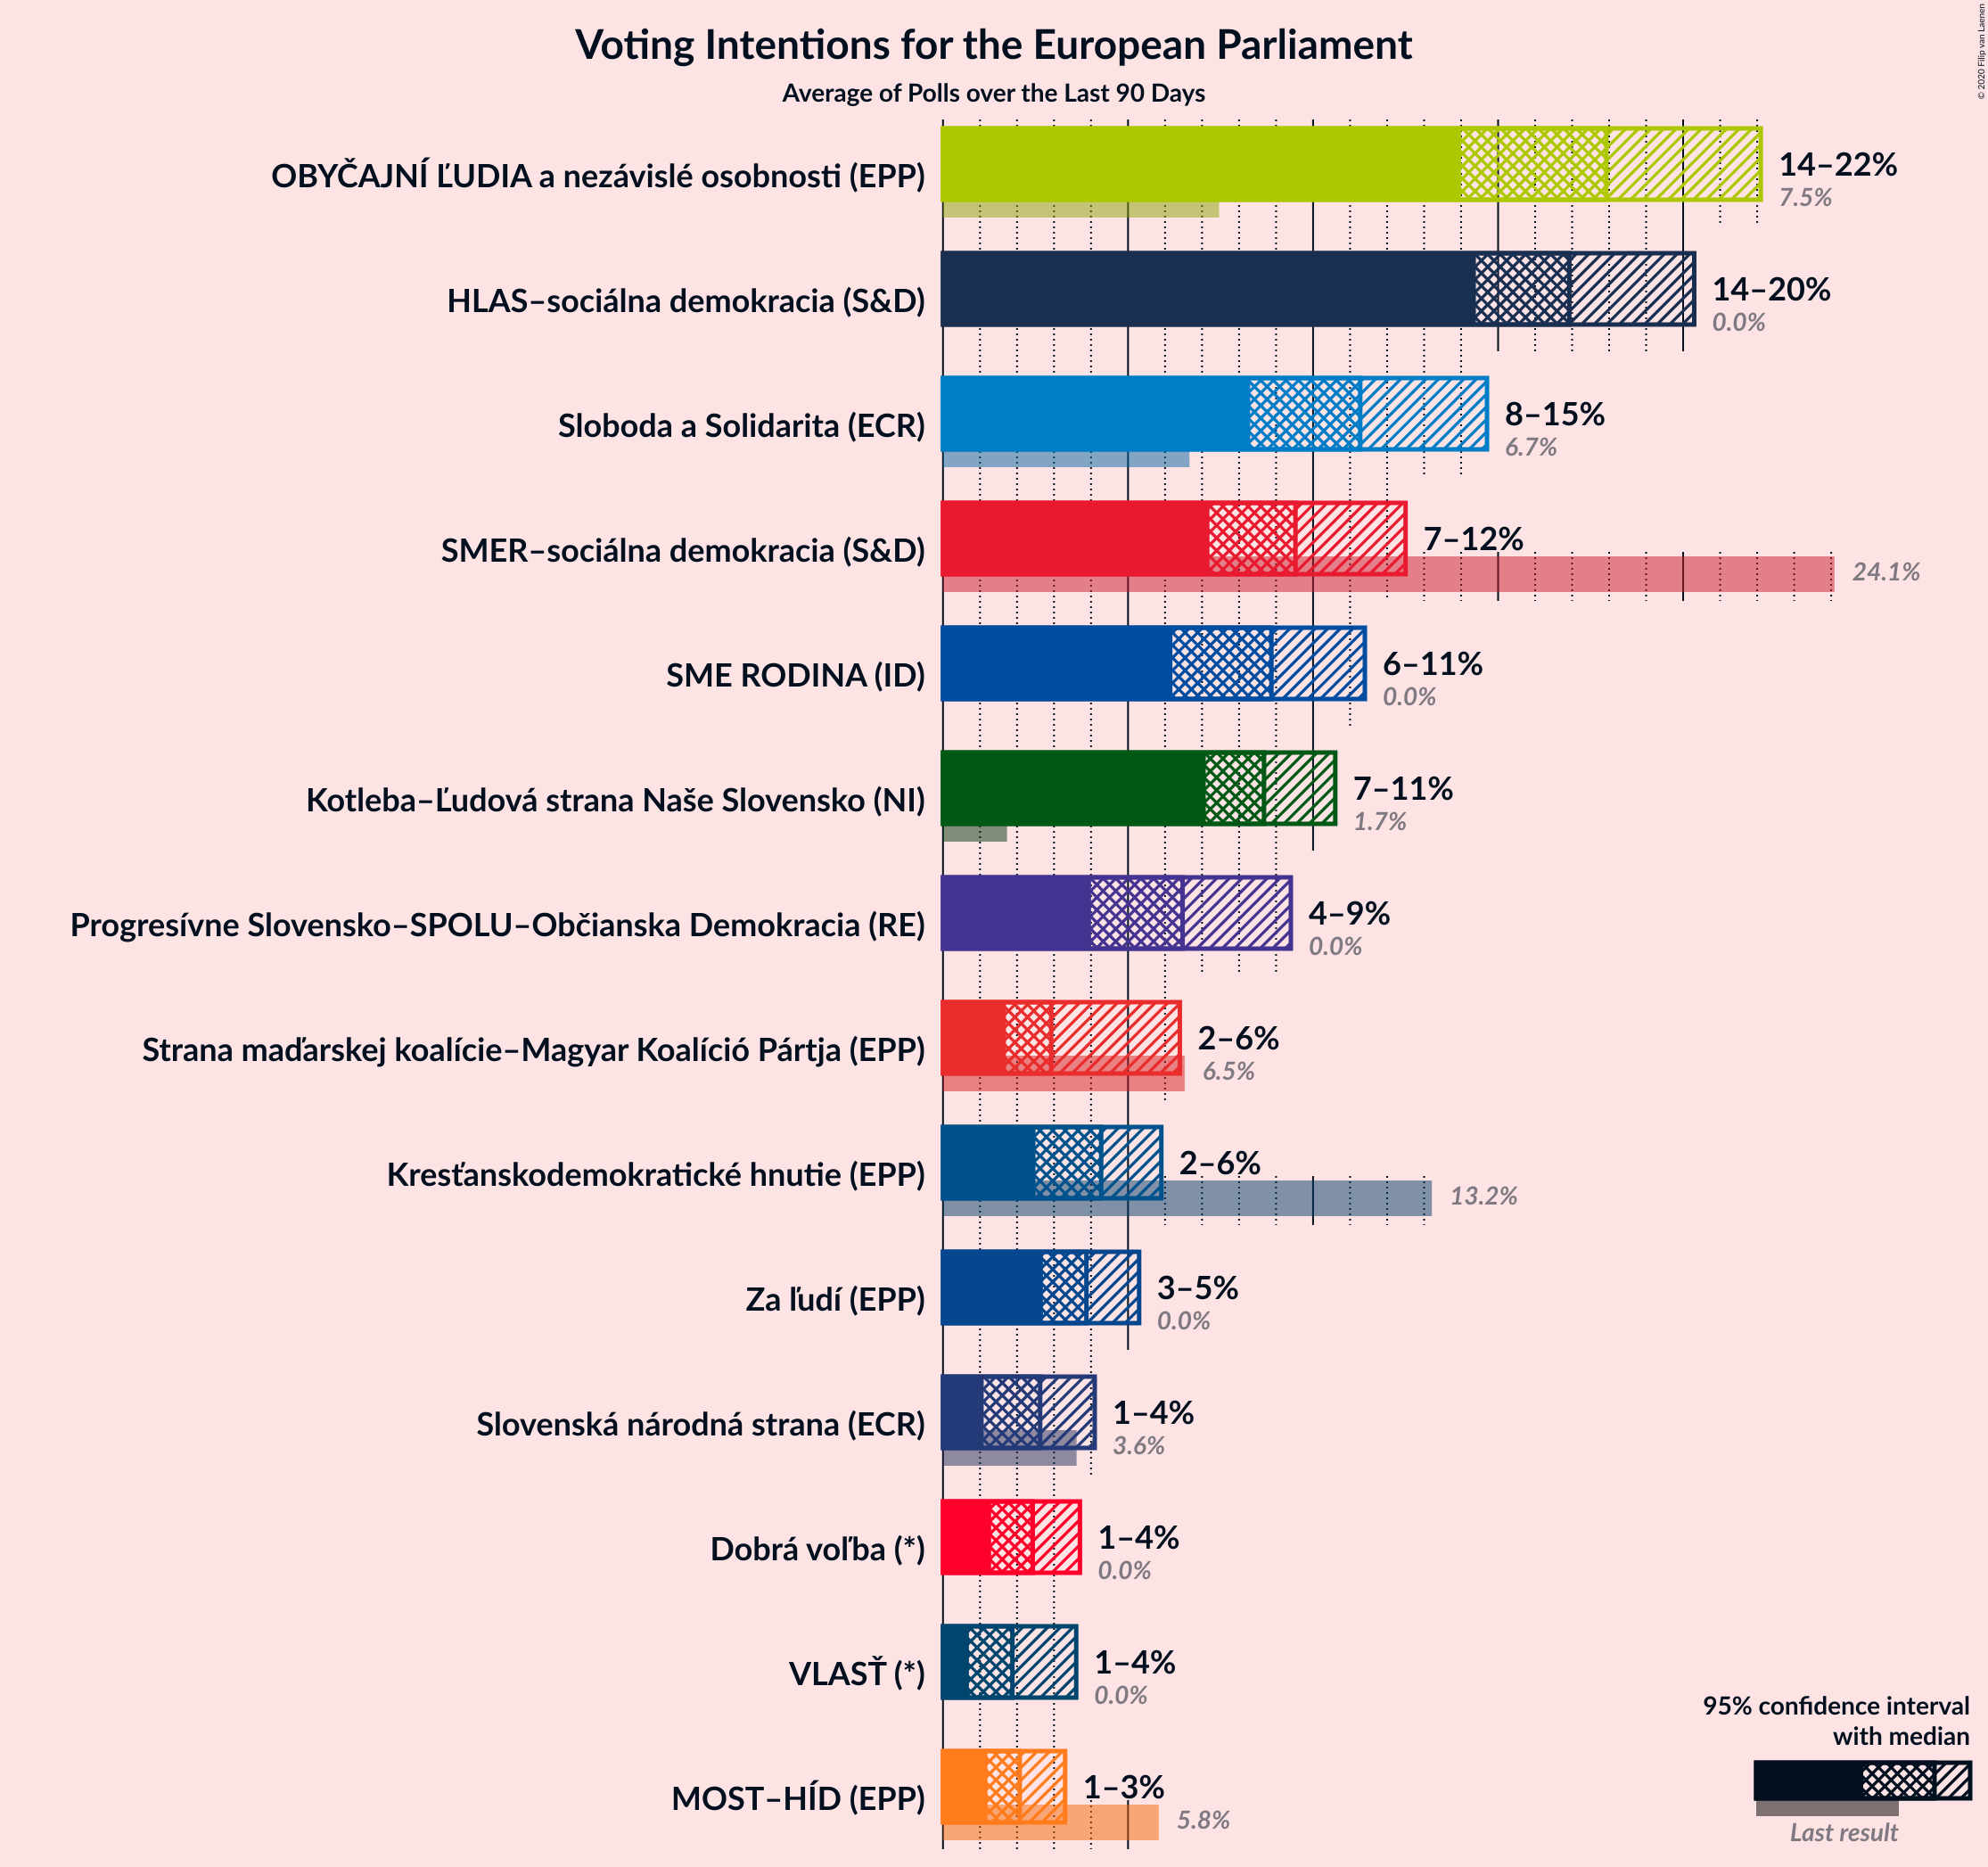 Voting Intentions for the European Parliament
Average of Polls over the Last 90 Days
© 2020 Filip van Laenen
OBYČAJNÍ ĽUDIA a nezávislé osobnosti (EPP)
14–22%
7.5%
HLAS–sociálna demokracia (S&D)
14–20%
0.0%
Sloboda a Solidarita (ECR)
8–15%
6.7%
SMER–sociálna demokracia (S&D)
7–12%
24.1%
SME RODINA (ID)
6–11%
0.0%
Kotleba–Ľudová strana Naše Slovensko (NI)
7–11%
1.7%
Progresívne Slovensko–SPOLU–Občianska Demokracia (RE)
4–9%
0.0%
Strana maďarskej koalície–Magyar Koalíció Pártja (EPP)
2–6%
6.5%
Kresťanskodemokratické hnutie (EPP)
2–6%
13.2%
Za ľudí (EPP)
3–5%
0.0%
Slovenská národná strana (ECR)
1–4%
3.6%
Dobrá voľba (*)
1–4%
0.0%
VLASŤ (*)
1–4%
0.0%
MOST–HÍD (EPP)
1–3%
5.8%
95% confidence interval
with median
Last result